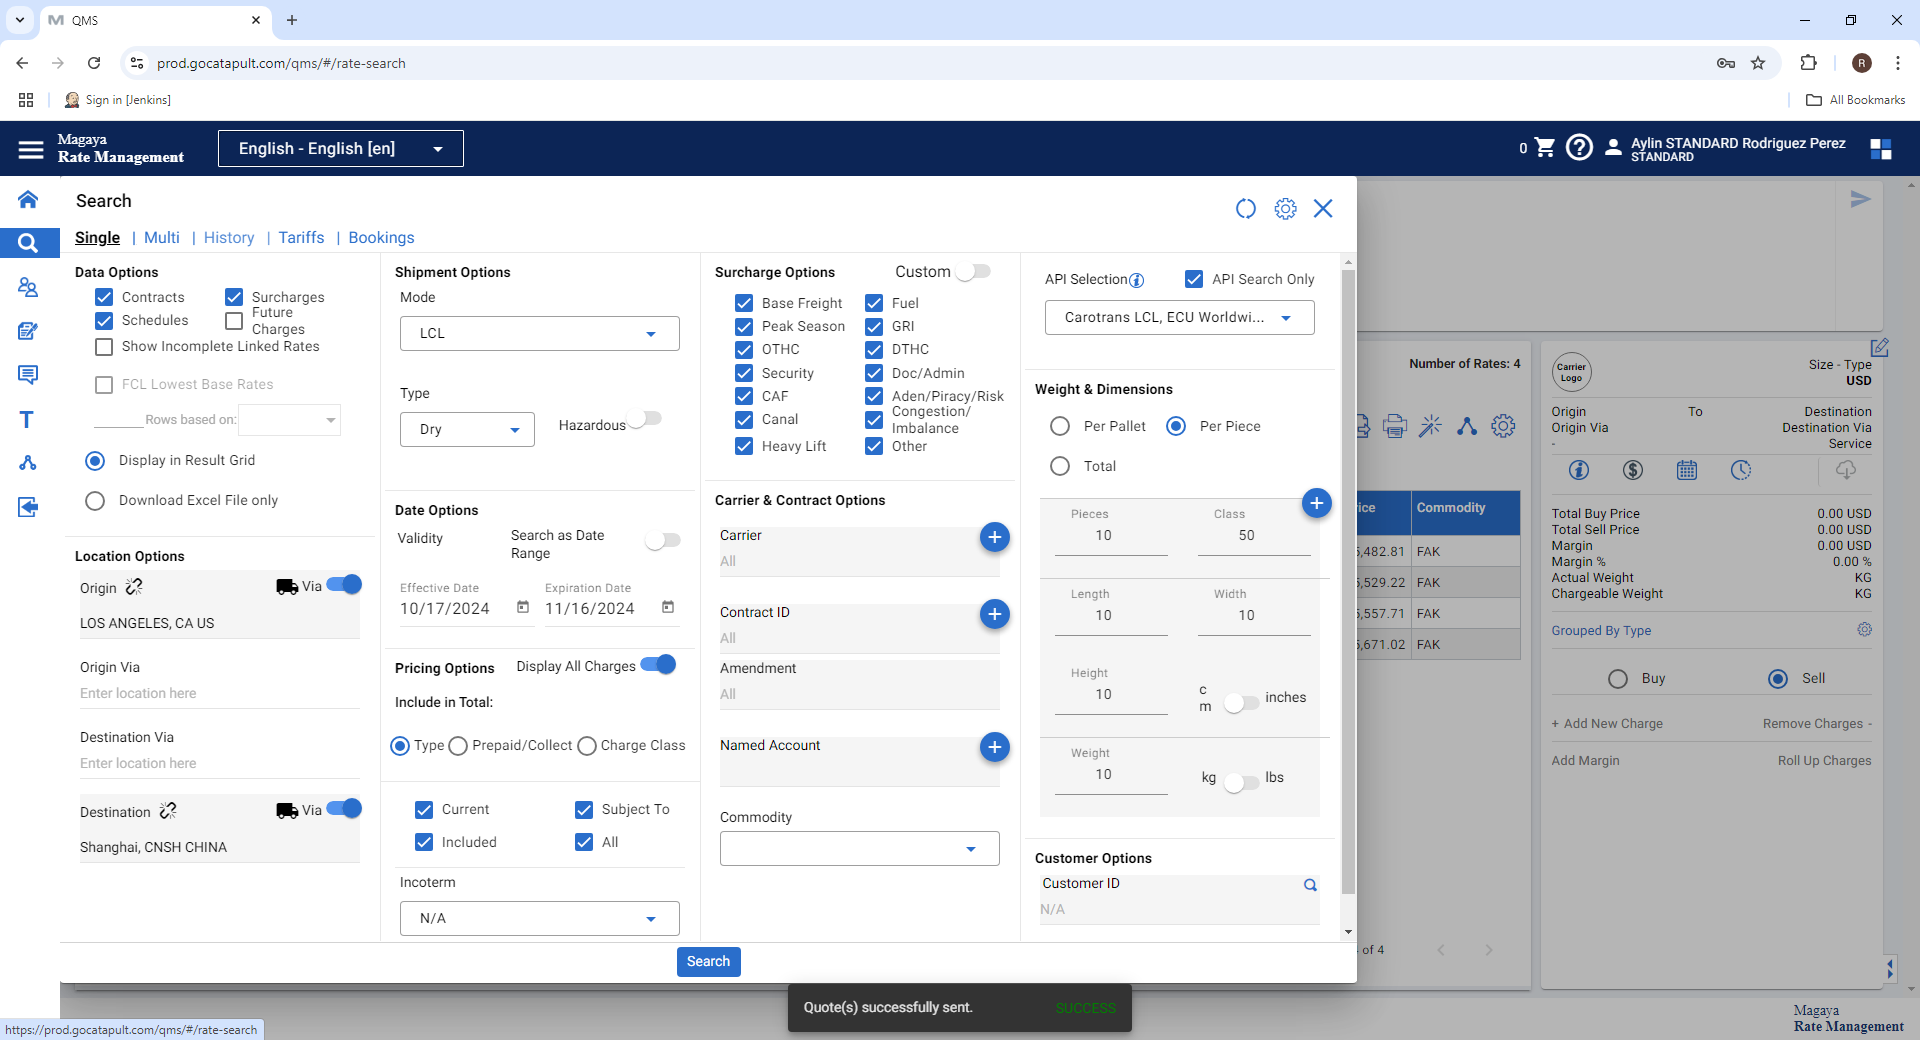 QMS
prod.gocatapult.com/qms/#/rate-search
R
Sign in [Jenkins]
All Bookmarks
Magaya
Rate Management
English - English [en]
0
Aylin STANDARD Rodriguez Perez
STANDARD
Search
Single | Multi | History | Tariffs | Bookings
Data Options
Contracts
Surcharges
Schedules
Future
Charges
Show Incomplete Linked Rates
FCL Lowest Base Rates
Rows based on:
Display in Result Grid
Download Excel File only
Location Options
Origin
Via
LOS ANGELES, CA US
Origin Via
Enter location here
Destination Via
Enter location here
Destination
Via
Shanghai, CNSH CHINA
Shipment Options
Mode
LCL
Type
Dry
Hazardous
Date Options
Validity
Search as Date
Range
Effective Date
10/17/2024
Expiration Date
11/16/2024
Pricing Options
Display All Charges
Include in Total:
Type
Prepaid/Collect
Charge Class
Current
Subject To
Included
All
Incoterm
N/A
Surcharge Options
Custom
Base Freight
Fuel
Peak Season
GRI
OTHC
DTHC
Security
Doc/Admin
CAF
Aden/Piracy/Risk
Canal
Congestion/
Imbalance
Heavy Lift
Other
Carrier & Contract Options
Carrier
All
Contract ID
All
Amendment
All
Named Account
Commodity
API Selection
API Search Only
Carotrans LCL, ECU Worldwi...
Weight & Dimensions
Per Pallet
Per Piece
Total
Pieces
10
Class
50
Length
10
Width
10
Height
10
c
m
inches
Weight
10
kg
lbs
Customer Options
Customer ID
N/A
Search
Number of Rates: 4
ice
Commodity
5,482.81 FAK
5,529.22 FAK
5,557.71 FAK
5,671.02 FAK
of 4
Carrier
Logo
Size - Type
USD
Origin
To
Destination
Origin Via
Destination Via
-
Service
Total Buy Price
0.00 USD
Total Sell Price
0.00 USD
Margin
0.00 USD
Margin %
0.00 %
Actual Weight
KG
Chargeable Weight
KG
Grouped By Type
Buy
Sell
+ Add New Charge
Remove Charges -
Add Margin
Roll Up Charges
Quote(s) successfully sent.
SUCCESS
https://prod.gocatapult.com/qms/#/rate-search
Magaya
Rate Management